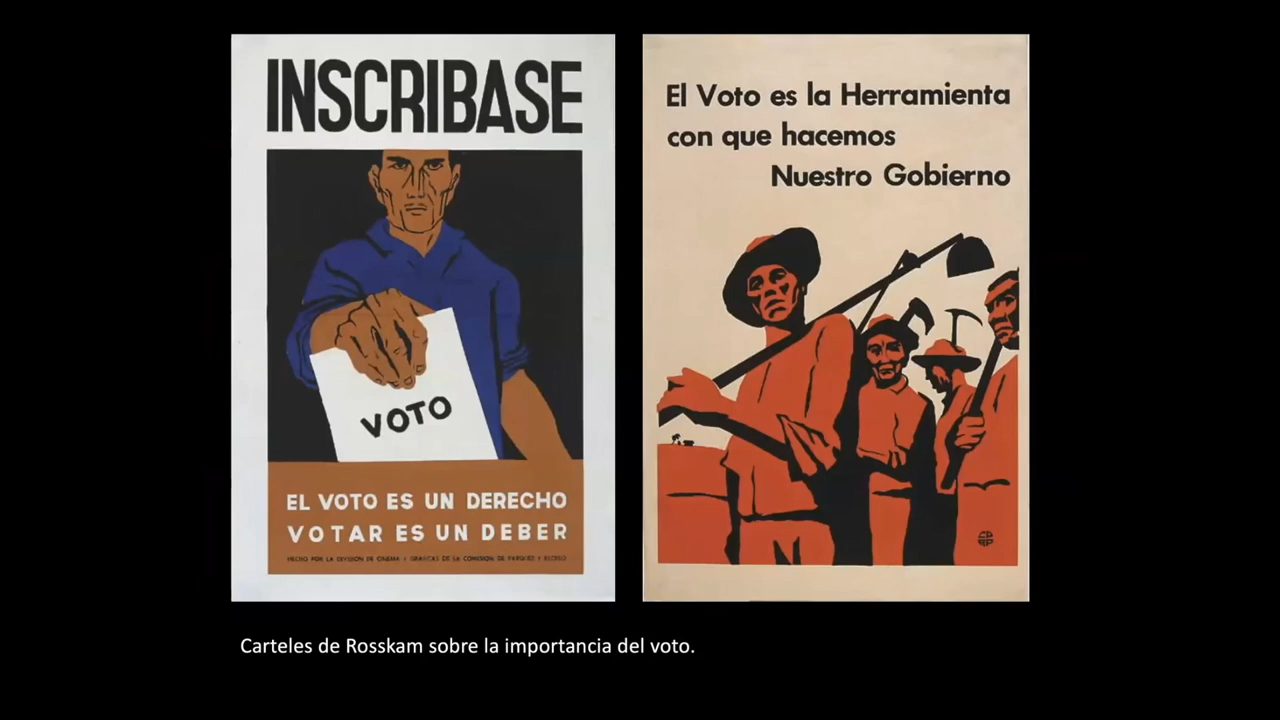 INSCRIBASE
VOTO
EL VOTO ES UN DERECHO
VOTAR ES UN DEBER
HECHO POR LA DIVISION DE CINEMA Y GRAFICAS DE LA COMISION DE PARQUES Y RECREO
El Voto es la Herramienta
con que hacemos
Nuestro Gobierno
Carteles de Rosskam sobre la importancia del voto.